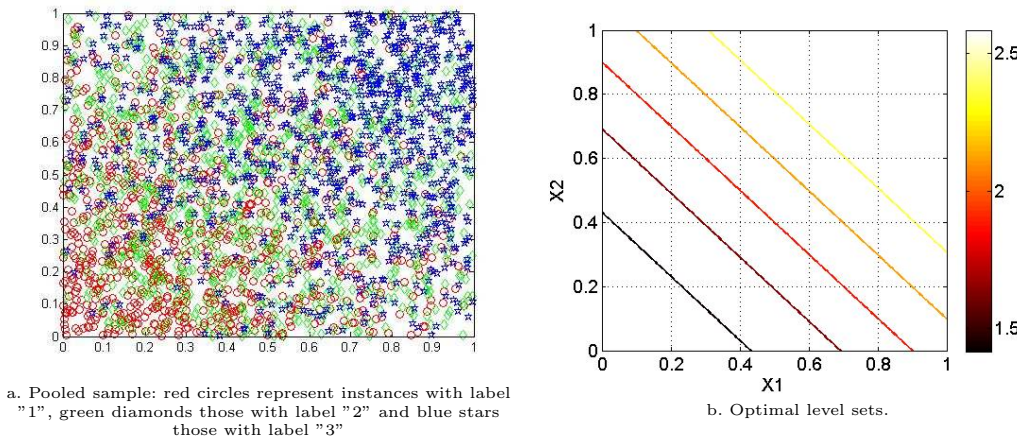 1
0.9
0.8
0.7
0.6
0.5
0.4
0.3
0.2
0.1
0
0 0.1 0.2 0.3 0.4 0.5 0.6 0.7 0.8 0.9 1
a. Pooled sample: red circles represent instances with label
"1", green diamonds those with label "2" and blue stars
those with label "3"
1
0.8
0.6
0.4
0.2
0
X2
0 0.2 0.4 0.6 0.8 1
X1
2.5
2
1.5
b. Optimal level sets.